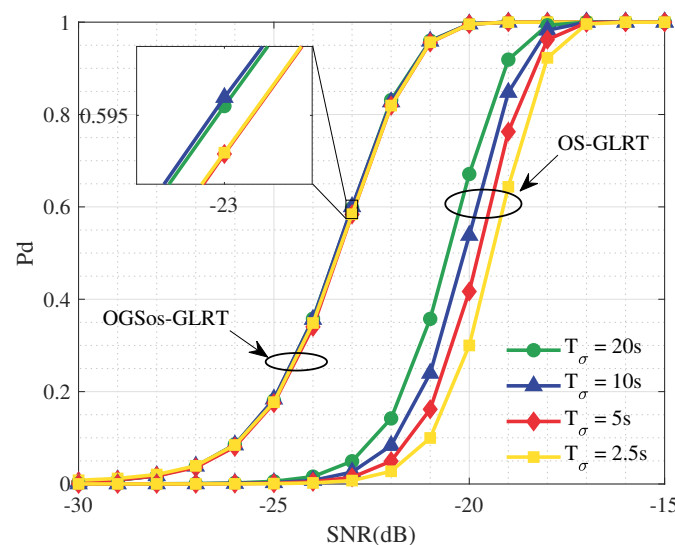 1
0.8
0.6
0.4
0.2
0
Pd
0.595
-23
OS-GLRT
OGSos-GLRT
T_σ = 20s
T_σ = 10s
T_σ = 5s
T_σ = 2.5s
-30 -25 -20 -15
SNR(dB)